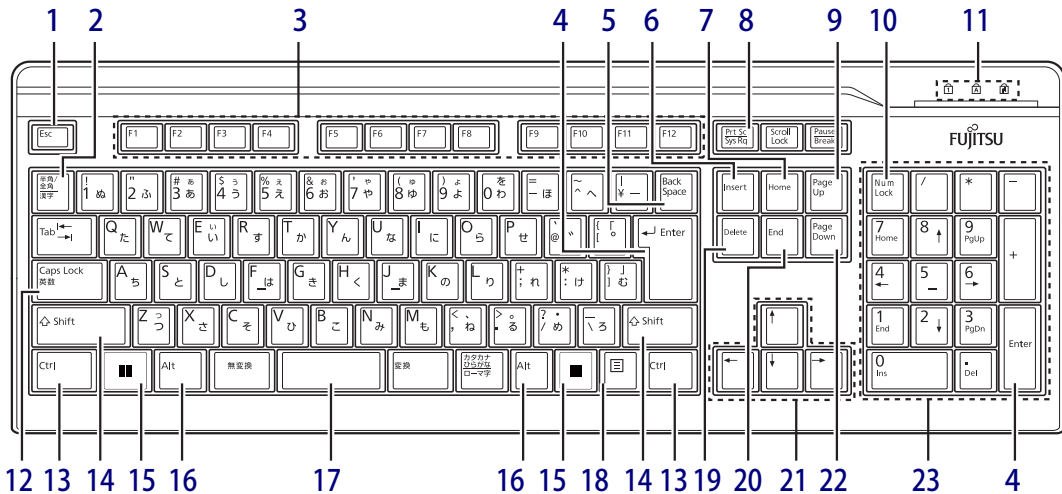 1 2 3 4 5 6 7 8 9 10 11
1 A
FUJITSU
Esc F1 F2 F3 F4 F5 F6 F7 F8 F9 F10 F11 F12 Prt Sc Scroll Pause
Sys Rq Lock Break
半角/ ! " # ぁ $ ぅ % ぇ & ぉ ' ゃ ( ゅ ) ょ を = ~ | Back Insert Home Page Num / * −
全角 1 ぬ 2 ふ 3 あ 4 う 5 え 6 お 7 や 8 ゆ 9 よ 0 わ − ほ ^ へ ¥ ー Space Up Lock
漢字
Tab Q た W て E ぃ い R す T か Y ん U な I に O ら P せ ` @ ゛ { 「 [ ゜ Enter Delete End Page 7 8 ↑ 9 +
Down Home PgUp
Caps Lock A ち S と D し F は G き H く J ま K の L り + ; れ * : け } 」 ] む 4 5 6
英数 ← − →
Shift Z っ つ X さ C そ V ひ B こ N み M も < 、 , ね > 。 . る ? ・ / め _ \ ろ Shift ↑ 1 2 ↓ 3 Enter
End PgDn
Ctrl Alt 無変換 変換 カタカナ Alt Ctrl ← ↓ → 0 .
ひらがな Ins Del
ローマ字
12 13 14 15 16 17 16 15 18 14 13 19 20 21 22 23 4